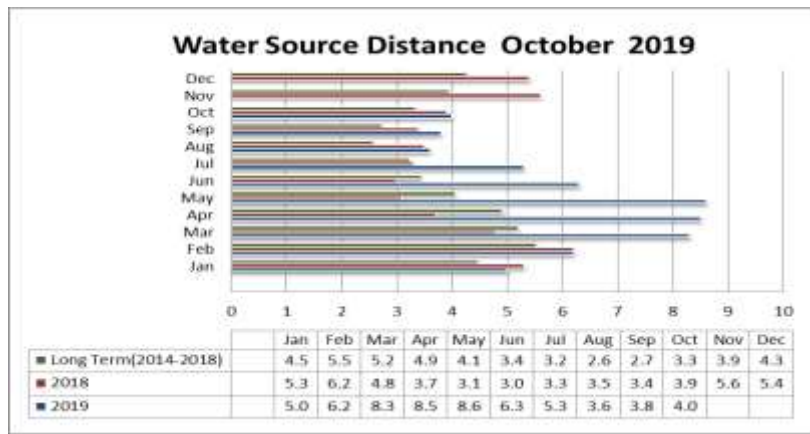 Water Source Distance October 2019
Dec
Nov
Oct
Sep
Aug
Jul
Jun
May
Apr
Mar
Feb
Jan
0 1 2 3 4 5 6 7 8 9 10
Jan Feb Mar Apr May Jun Jul Aug Sep Oct Nov Dec
Long Term(2014-2018) 4.5 5.5 5.2 4.9 4.1 3.4 3.2 2.6 2.7 3.3 3.9 4.3
2018 5.3 6.2 4.8 3.7 3.1 3.0 3.3 3.5 3.4 3.9 5.6 5.4
2019 5.0 6.2 8.3 8.5 8.6 6.3 5.3 3.6 3.8 4.0